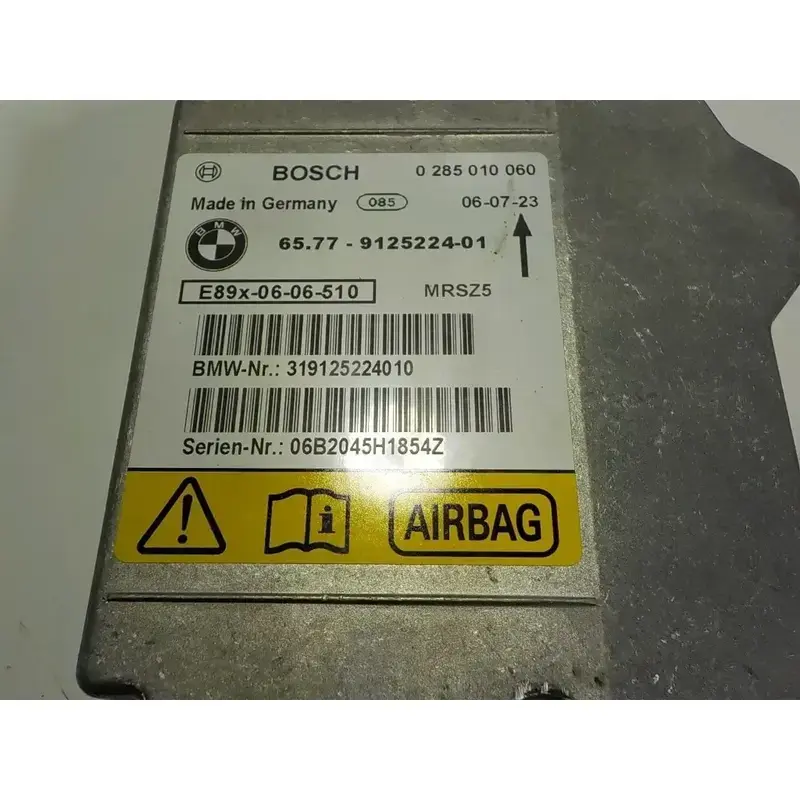 BOSCH 0 285 010 060
Made in Germany 085 06-07-23
BMW 65.77 - 9125224-01
E89x-06-06-510 MRSZ5
BMW-Nr.: 319125224010
Serien-Nr.: 06B2045H1854Z
AIRBAG